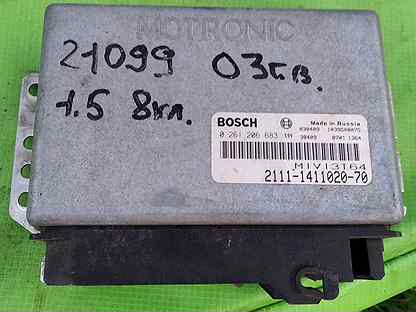 MOTRONIC
21099 03г.в.
1.5 8кл.
BOSCH Made in Russia
0 261 206 683
M1V13T64
2111-1411020-70